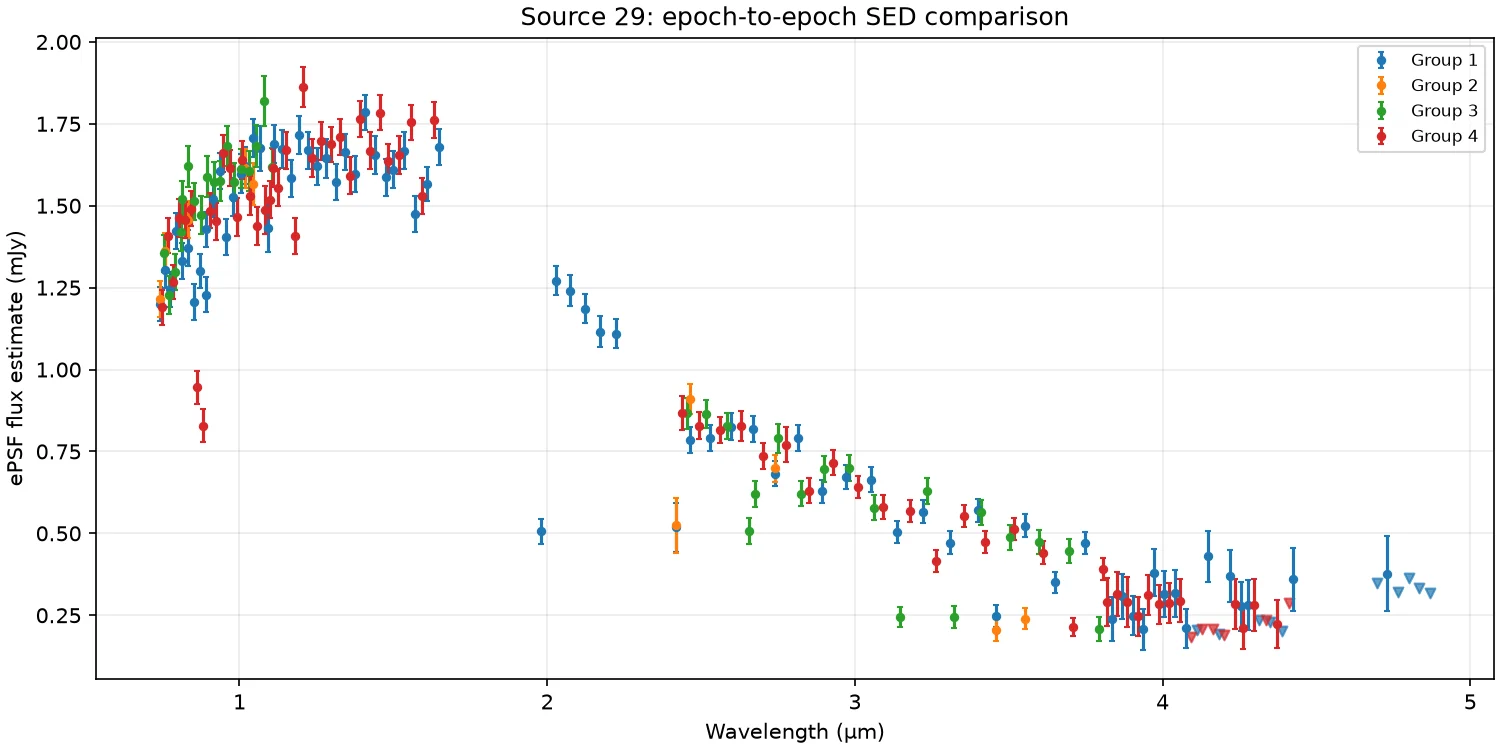 Source 29: epoch-to-epoch SED comparison
2.00
1.75
1.50
1.25
1.00
0.75
0.50
0.25
ePSF flux estimate (mJy)
Group 1
Group 2
Group 3
Group 4
1 2 3 4 5
Wavelength (μm)